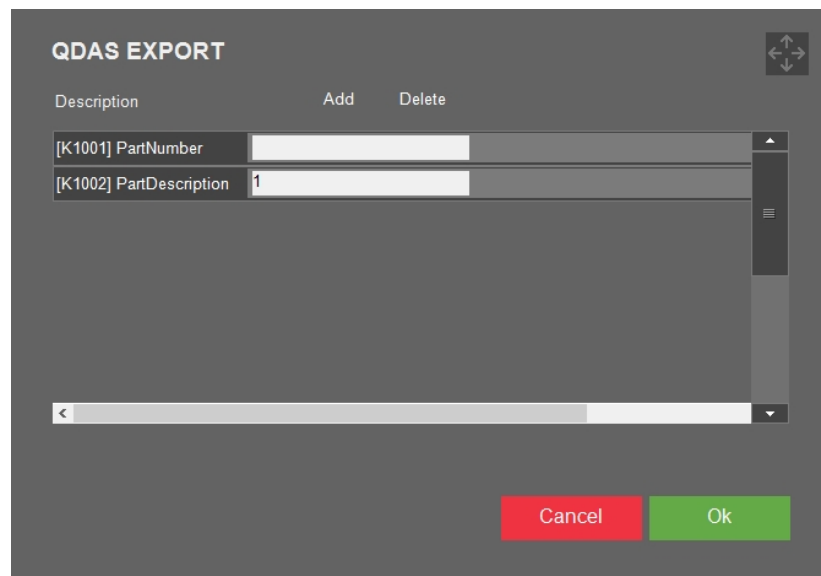 QDAS EXPORT
Description Add Delete
[K1001] PartNumber
[K1002] PartDescription 1
Cancel Ok